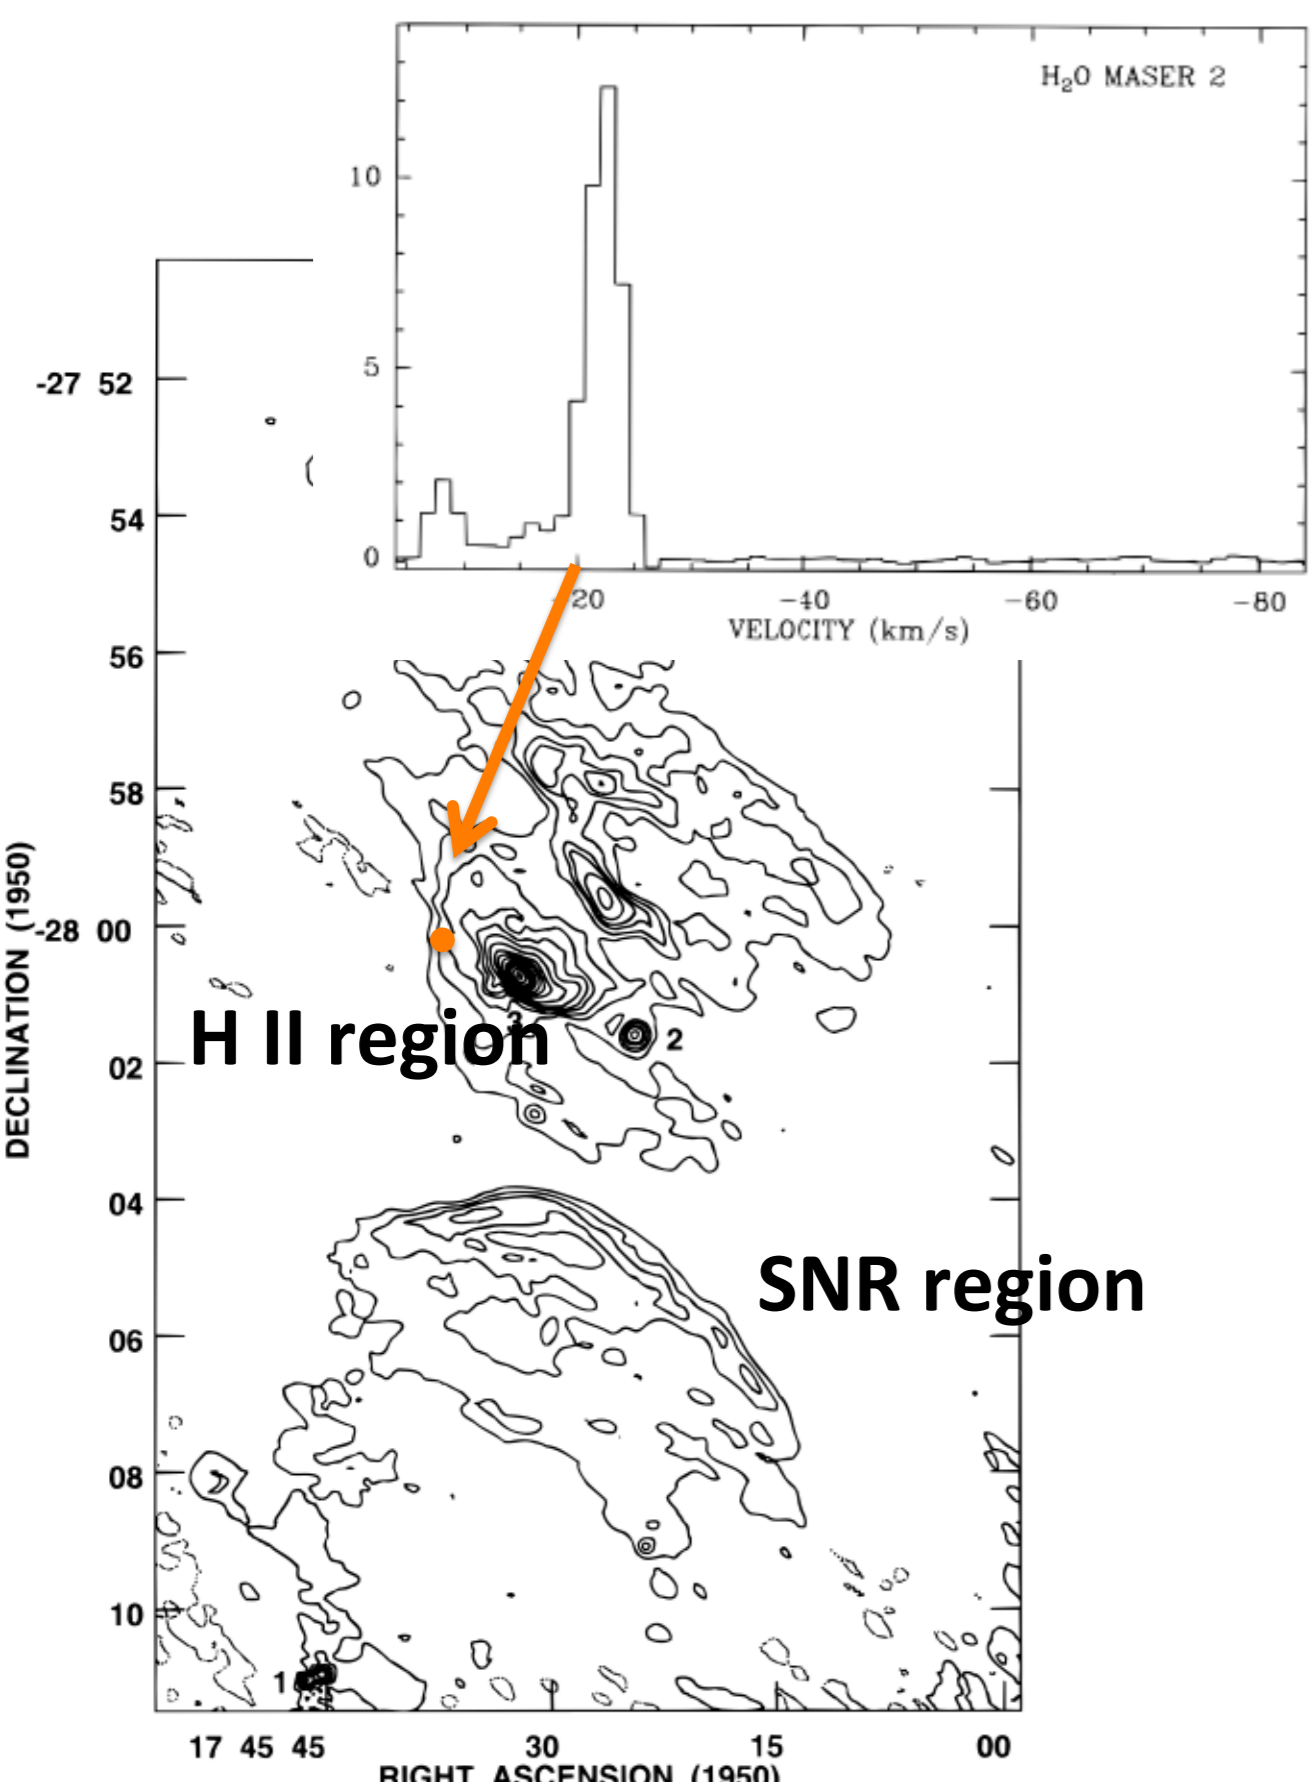 H₂O MASER 2
10
5
0
-20 -40 -60 -80
VELOCITY (km/s)
-27 52
54
56
58
-28 00
02
04
06
08
10
DECLINATION (1950)
3
H II region
2
SNR region
1
17 45 45 30 15 00
RIGHT ASCENSION (1950)